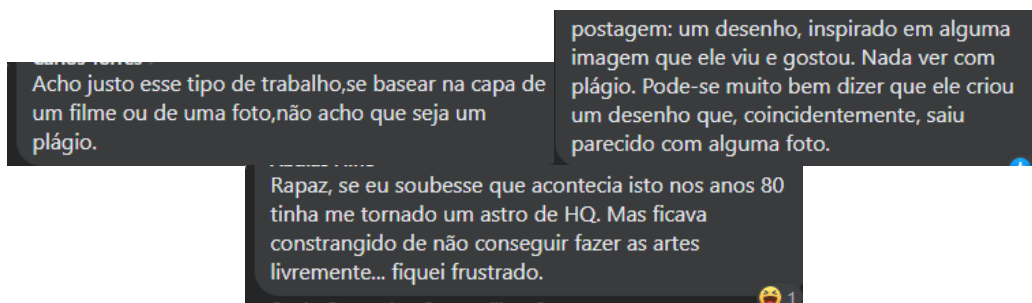 Acho justo esse tipo de trabalho,se basear na capa de
um filme ou de uma foto,não acho que seja um
plágio.
postagem: um desenho, inspirado em alguma
imagem que ele viu e gostou. Nada ver com
plágio. Pode-se muito bem dizer que ele criou
um desenho que, coincidentemente, saiu
parecido com alguma foto.
Rapaz, se eu soubesse que acontecia isto nos anos 80
tinha me tornado um astro de HQ. Mas ficava
constrangido de não conseguir fazer as artes
livremente... fiquei frustrado.
1